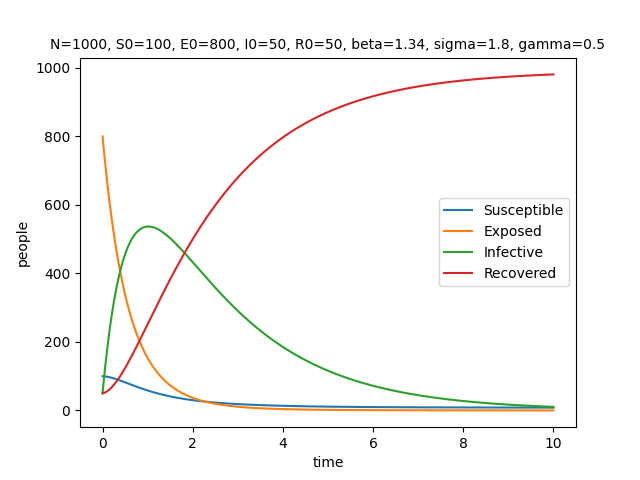 N=1000, S0=100, E0=800, I0=50, R0=50, beta=1.34, sigma=1.8, gamma=0.5
1000
800
600
400
200
0
people
Susceptible
Exposed
Infective
Recovered
0 2 4 6 8 10
time